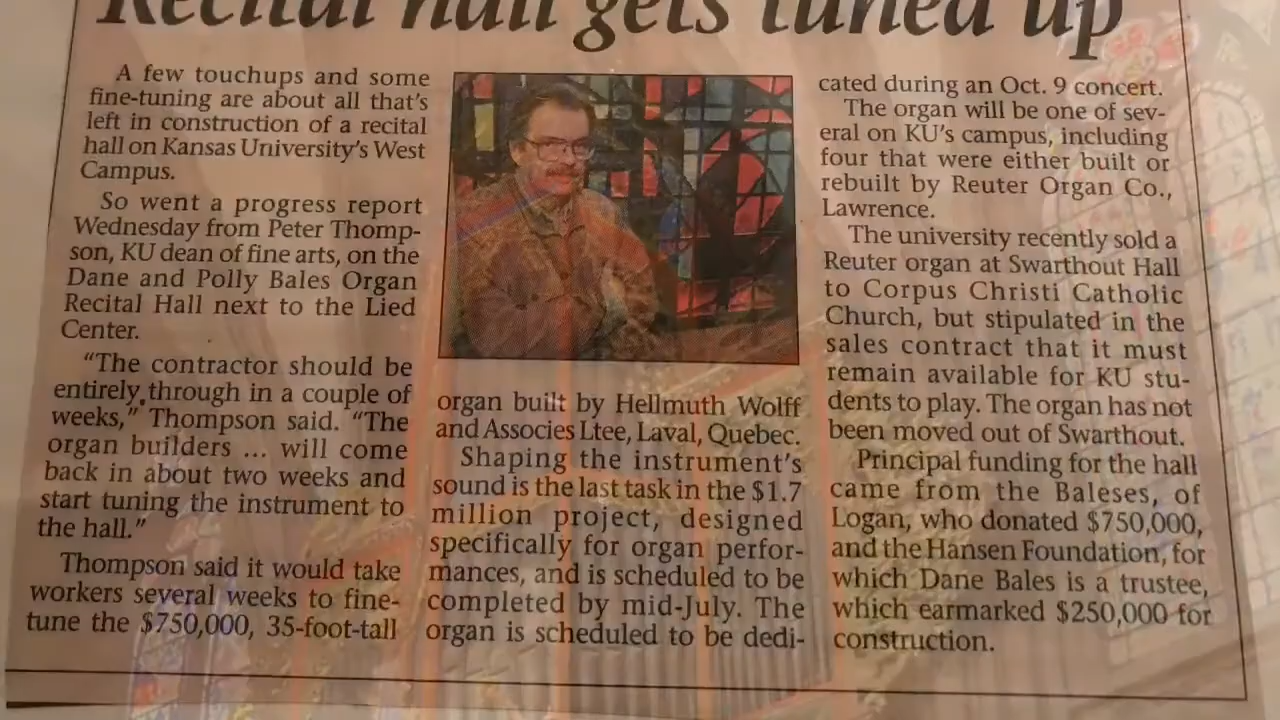 Recital hall gets tuned up
A few touchups and some
fine-tuning are about all that's
left in construction of a recital
hall on Kansas University's West
Campus.
So went a progress report
Wednesday from Peter Thomp-
son, KU dean of fine arts, on the
Dane and Polly Bales Organ
Recital Hall next to the Lied
Center.
"The contractor should be
entirely through in a couple of
weeks," Thompson said. "The
organ builders ... will come
back in about two weeks and
start tuning the instrument to
the hall."
Thompson said it would take
workers several weeks to fine-
tune the $750,000, 35-foot-tall
organ built by Hellmuth Wolff
and Associes Ltee, Laval, Quebec.
Shaping the instrument's
sound is the last task in the $1.7
million project, designed
specifically for organ perfor-
mances, and is scheduled to be
completed by mid-July. The
organ is scheduled to be dedi-
cated during an Oct. 9 concert.
The organ will be one of sev-
eral on KU's campus, including
four that were either built or
rebuilt by Reuter Organ Co.,
Lawrence.
The university recently sold a
Reuter organ at Swarthout Hall
to Corpus Christi Catholic
Church, but stipulated in the
sales contract that it must
remain available for KU stu-
dents to play. The organ has not
been moved out of Swarthout.
Principal funding for the hall
came from the Baleses, of
Logan, who donated $750,000,
and the Hansen Foundation, for
which Dane Bales is a trustee,
which earmarked $250,000 for
construction.